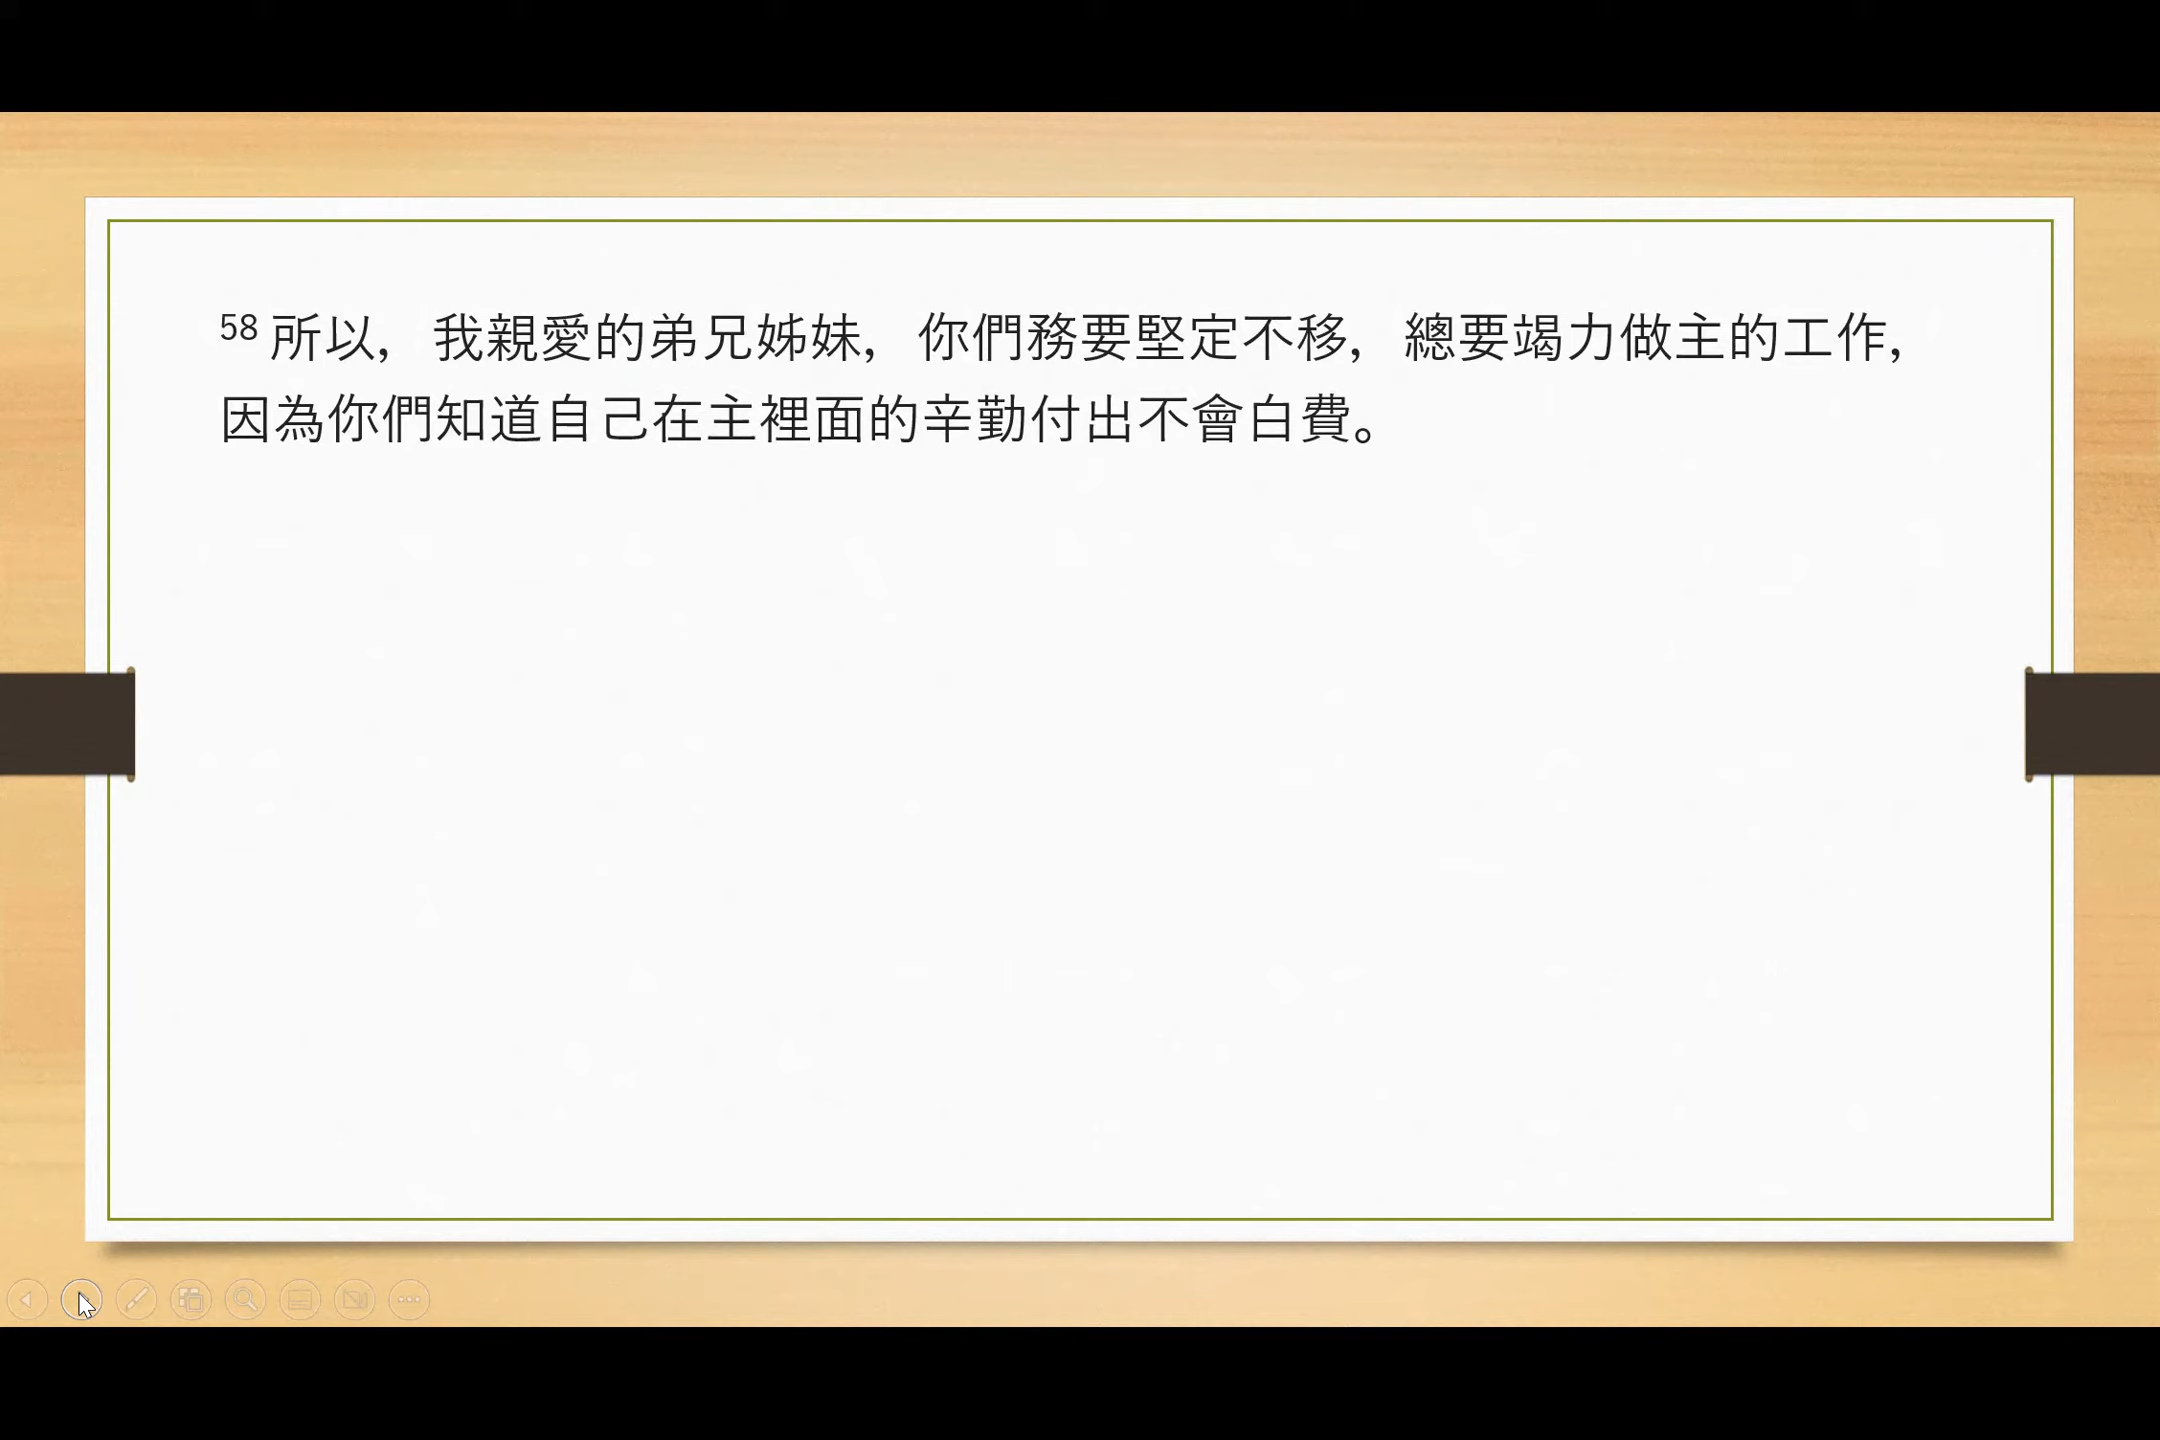 58 所以，我親愛的弟兄姊妹，你們務要堅定不移，總要竭力做主的工作，
因為你們知道自己在主裡面的辛勤付出不會白費。